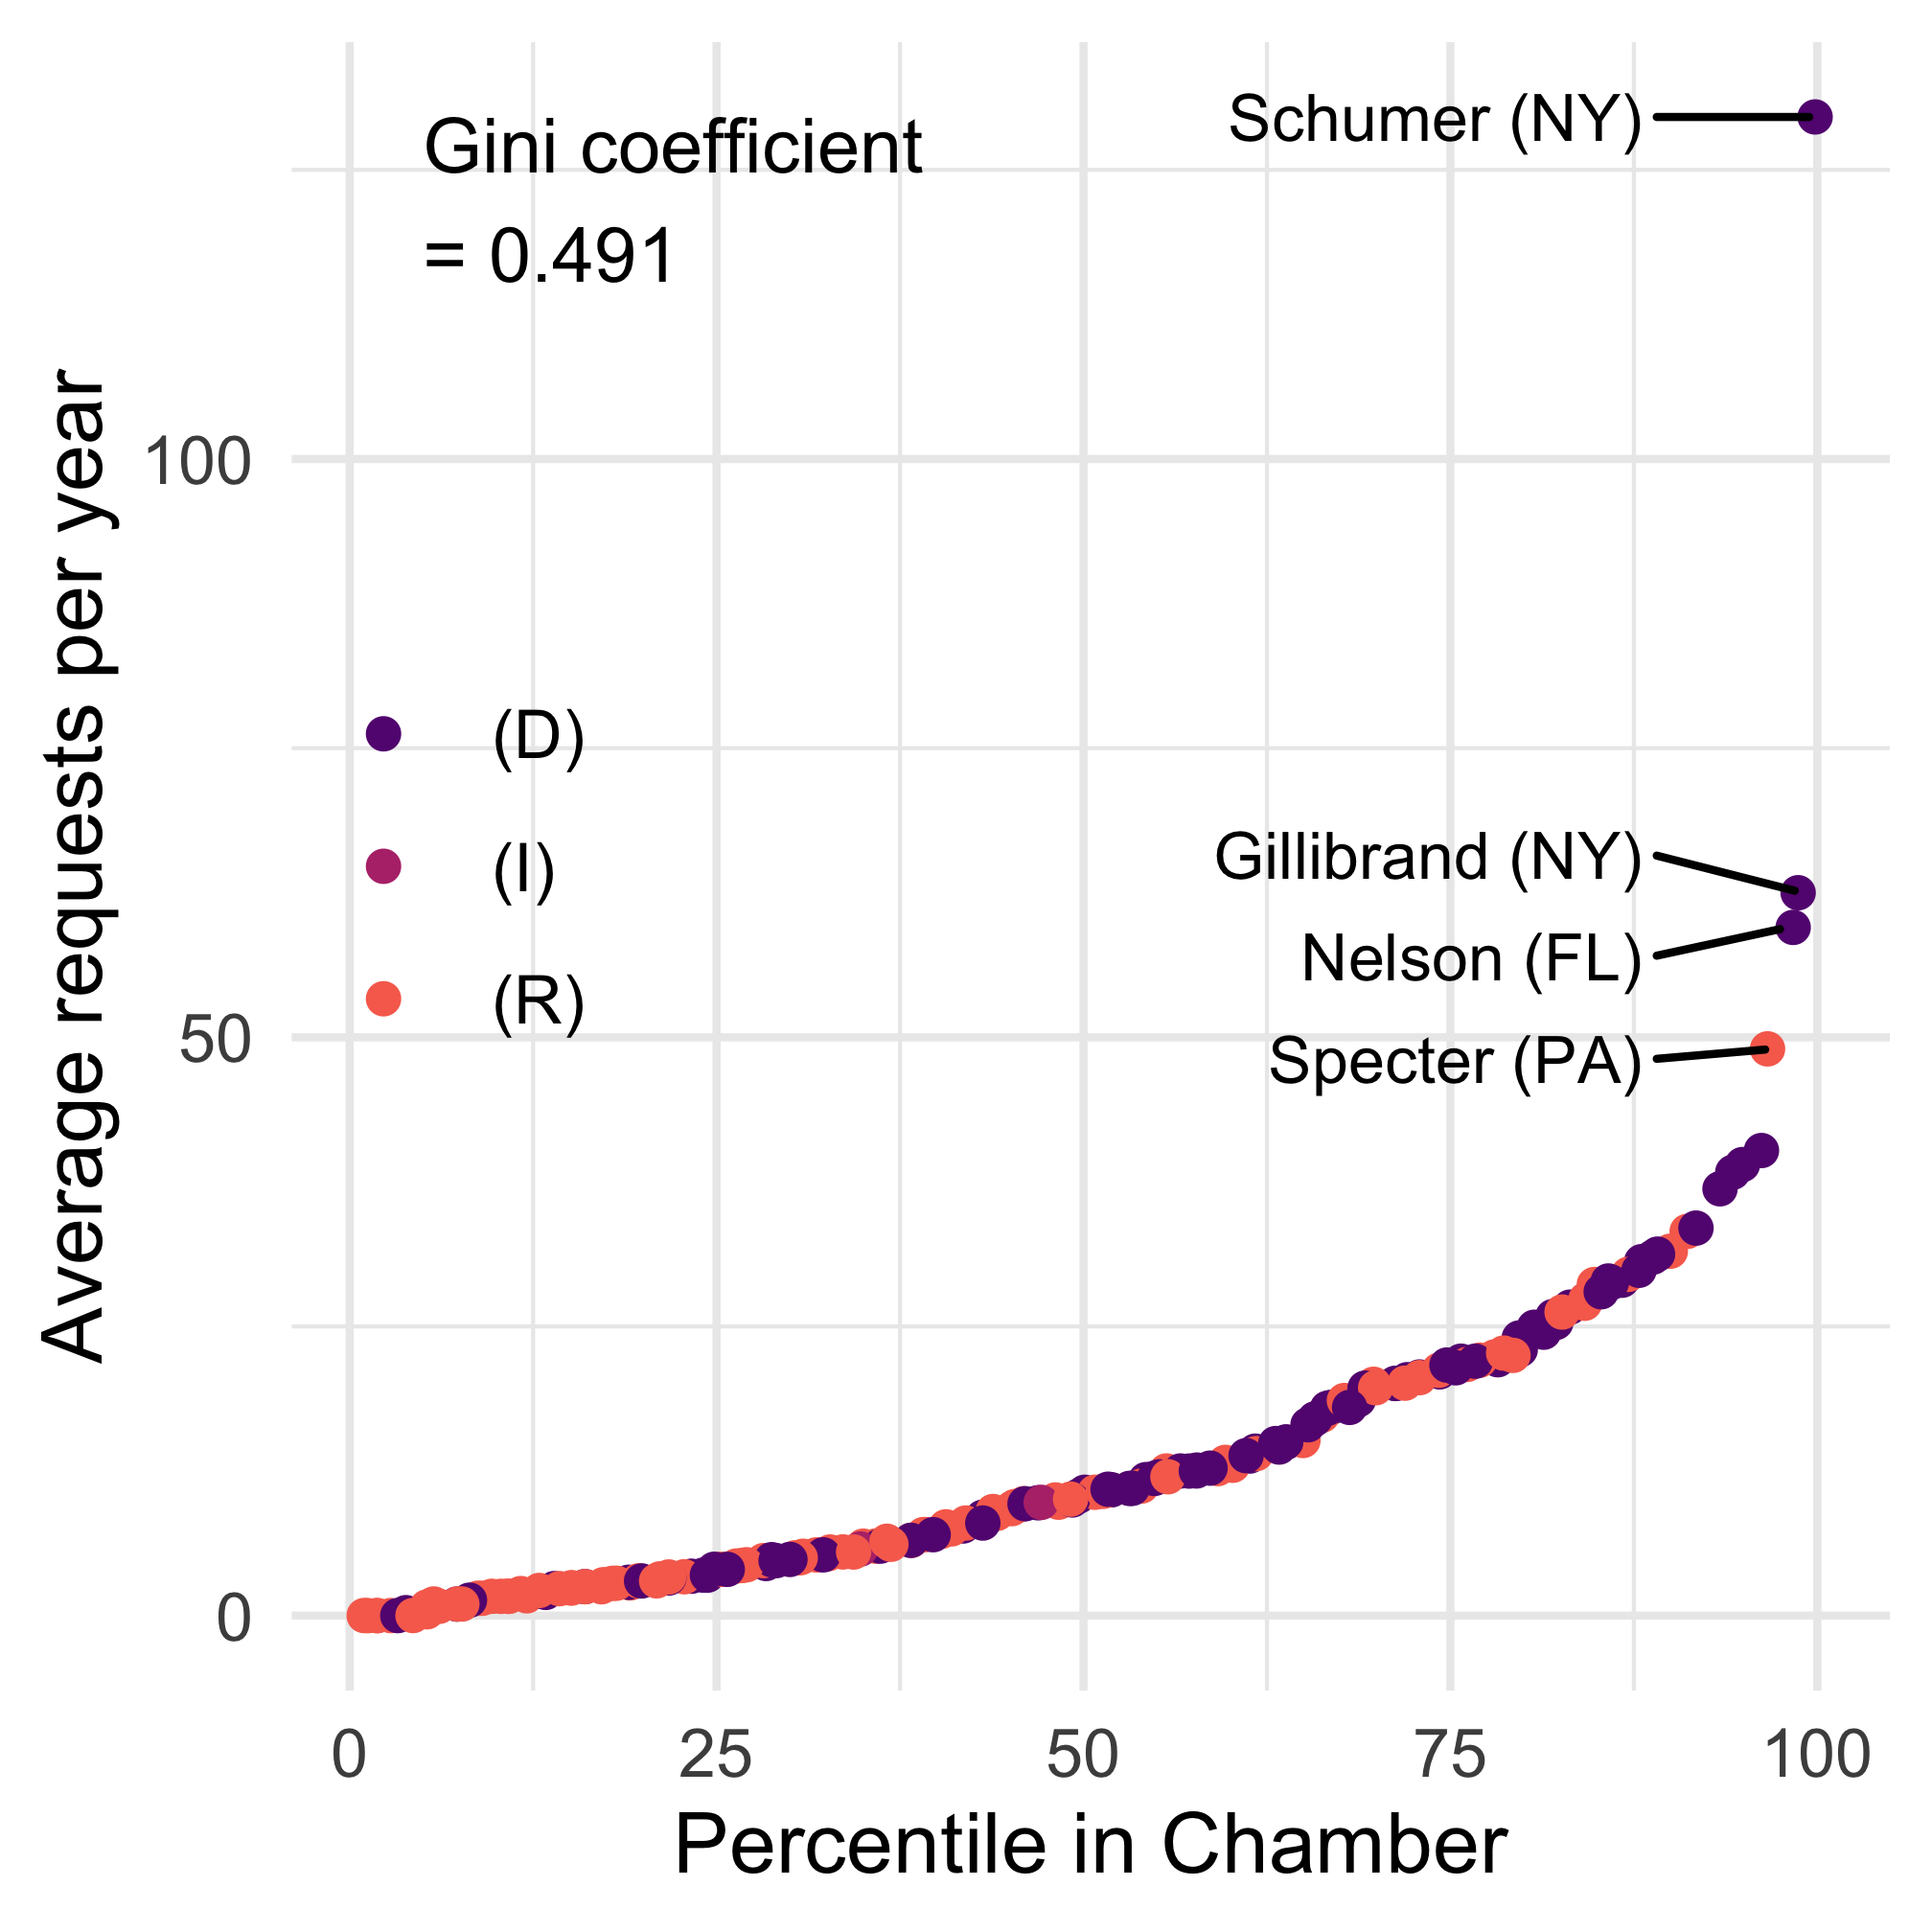 Gini coefficient
= 0.491
Schumer (NY)
(D)
(I)
(R)
Gillibrand (NY)
Nelson (FL)
Specter (PA)
Average requests per year
100
50
0
0 25 50 75 100
Percentile in Chamber